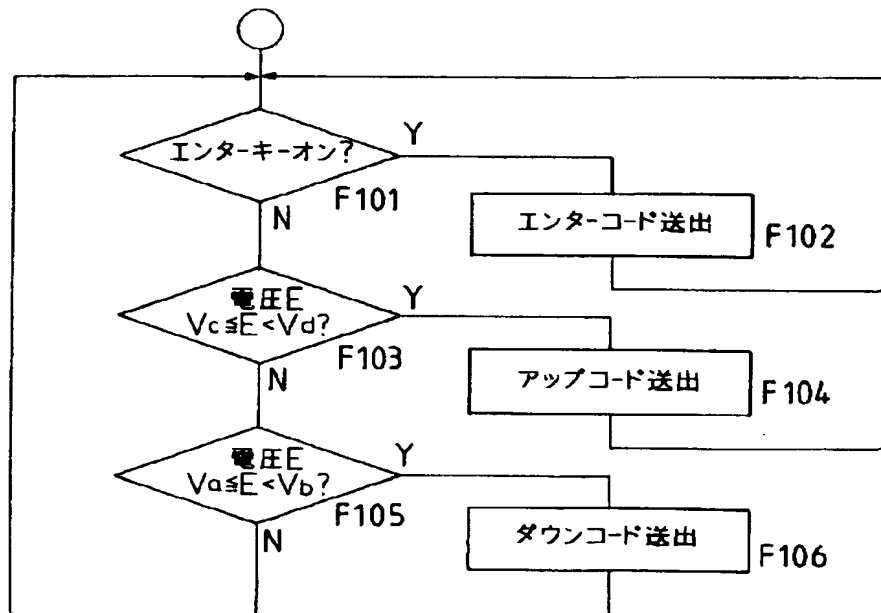 エンターキーオン?
Y
F101
N
エンターコード送出
F102
電圧E
Vc≦E<Vd?
Y
F103
N
アップコード送出
F104
電圧E
Va≦E<Vb?
Y
F105
N
ダウンコード送出
F106